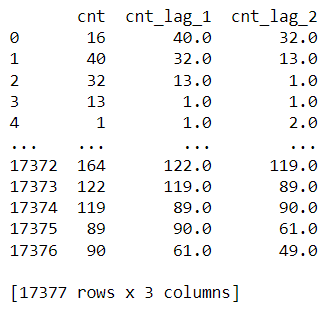 cnt cnt_lag_1 cnt_lag_2
0 16 40.0 32.0
1 40 32.0 13.0
2 32 13.0 1.0
3 13 1.0 1.0
4 1 1.0 2.0
... ... ... ...
17372 164 122.0 119.0
17373 122 119.0 89.0
17374 119 89.0 90.0
17375 89 90.0 61.0
17376 90 61.0 49.0
[17377 rows x 3 columns]